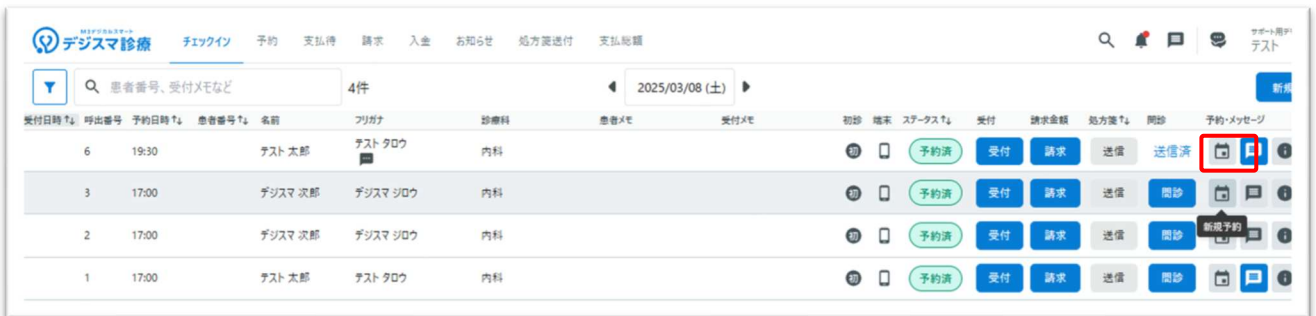 M3デジカルスマート
デジスマ診療 チェックイン 予約 支払待 請求 入金 お知らせ 処方箋送付 支払総額 サポート用デ
テスト
患者番号、受付メモなど 4件 2025/03/08 (土) 新規
受付日時 呼出番号 予約日時 患者番号 名前 フリガナ 診療科 患者メモ 受付メモ 初診 端末 ステータス 受付 請求金額 処方箋 問診 予約・メッセージ
6 19:30 テスト 太郎 テスト タロウ 内科 初 予約済 受付 請求 送信 送信済
3 17:00 デジスマ 次郎 デジスマ ジロウ 内科 初 予約済 受付 請求 送信 問診
新規予約
2 17:00 デジスマ 次郎 デジスマ ジロウ 内科 初 予約済 受付 請求 送信 問診
1 17:00 テスト 太郎 テスト タロウ 内科 初 予約済 受付 請求 送信 問診